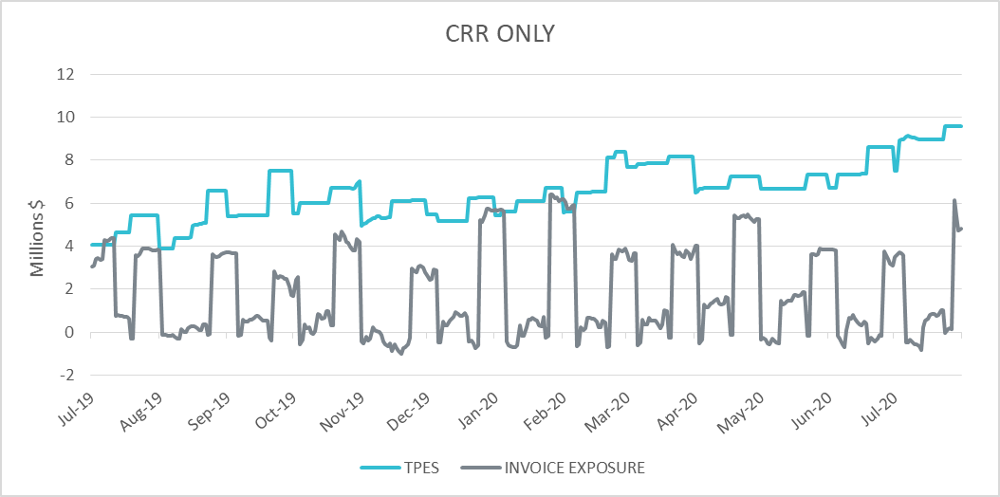 CRR ONLY
Millions $
12
10
8
6
4
2
0
-2
Jul-19
Aug-19
Sep-19
Oct-19
Nov-19
Dec-19
Jan-20
Feb-20
Mar-20
Apr-20
May-20
Jun-20
Jul-20
TPES
INVOICE EXPOSURE